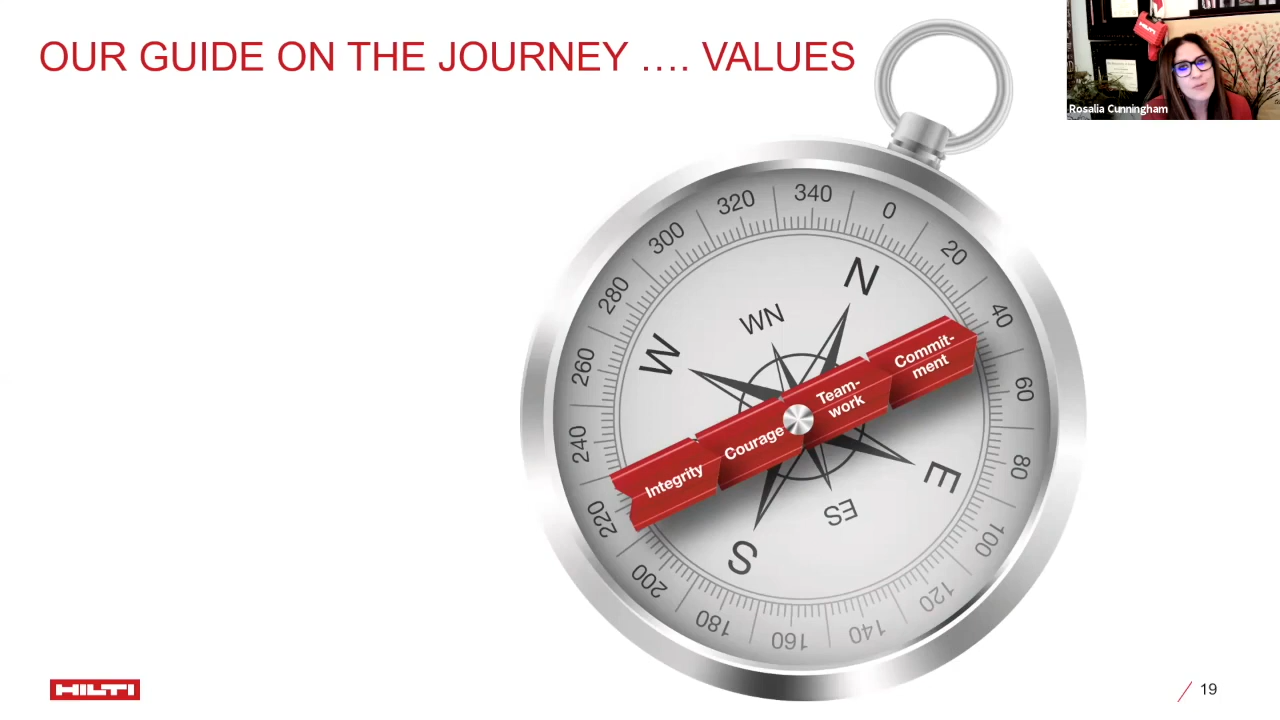 OUR GUIDE ON THE JOURNEY …. VALUES
Rosalia Cunningham
HILTI
320
340
0
300
20
280
N
40
WN
W
Commit-
ment
260
Team-
work
60
Courage
240
Integrity
E
80
220
ES
S
100
200
120
180
160
140
HILTI
19